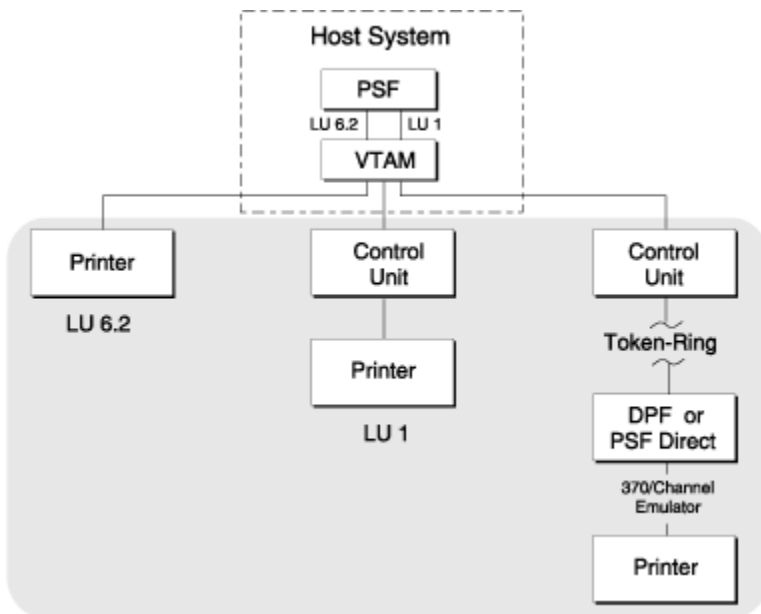 Host System
PSF
LU 6.2
LU 1
VTAM
Printer
LU 6.2
Control
Unit
Printer
LU 1
Control
Unit
Token-Ring
DPF or
PSF Direct
370/Channel
Emulator
Printer